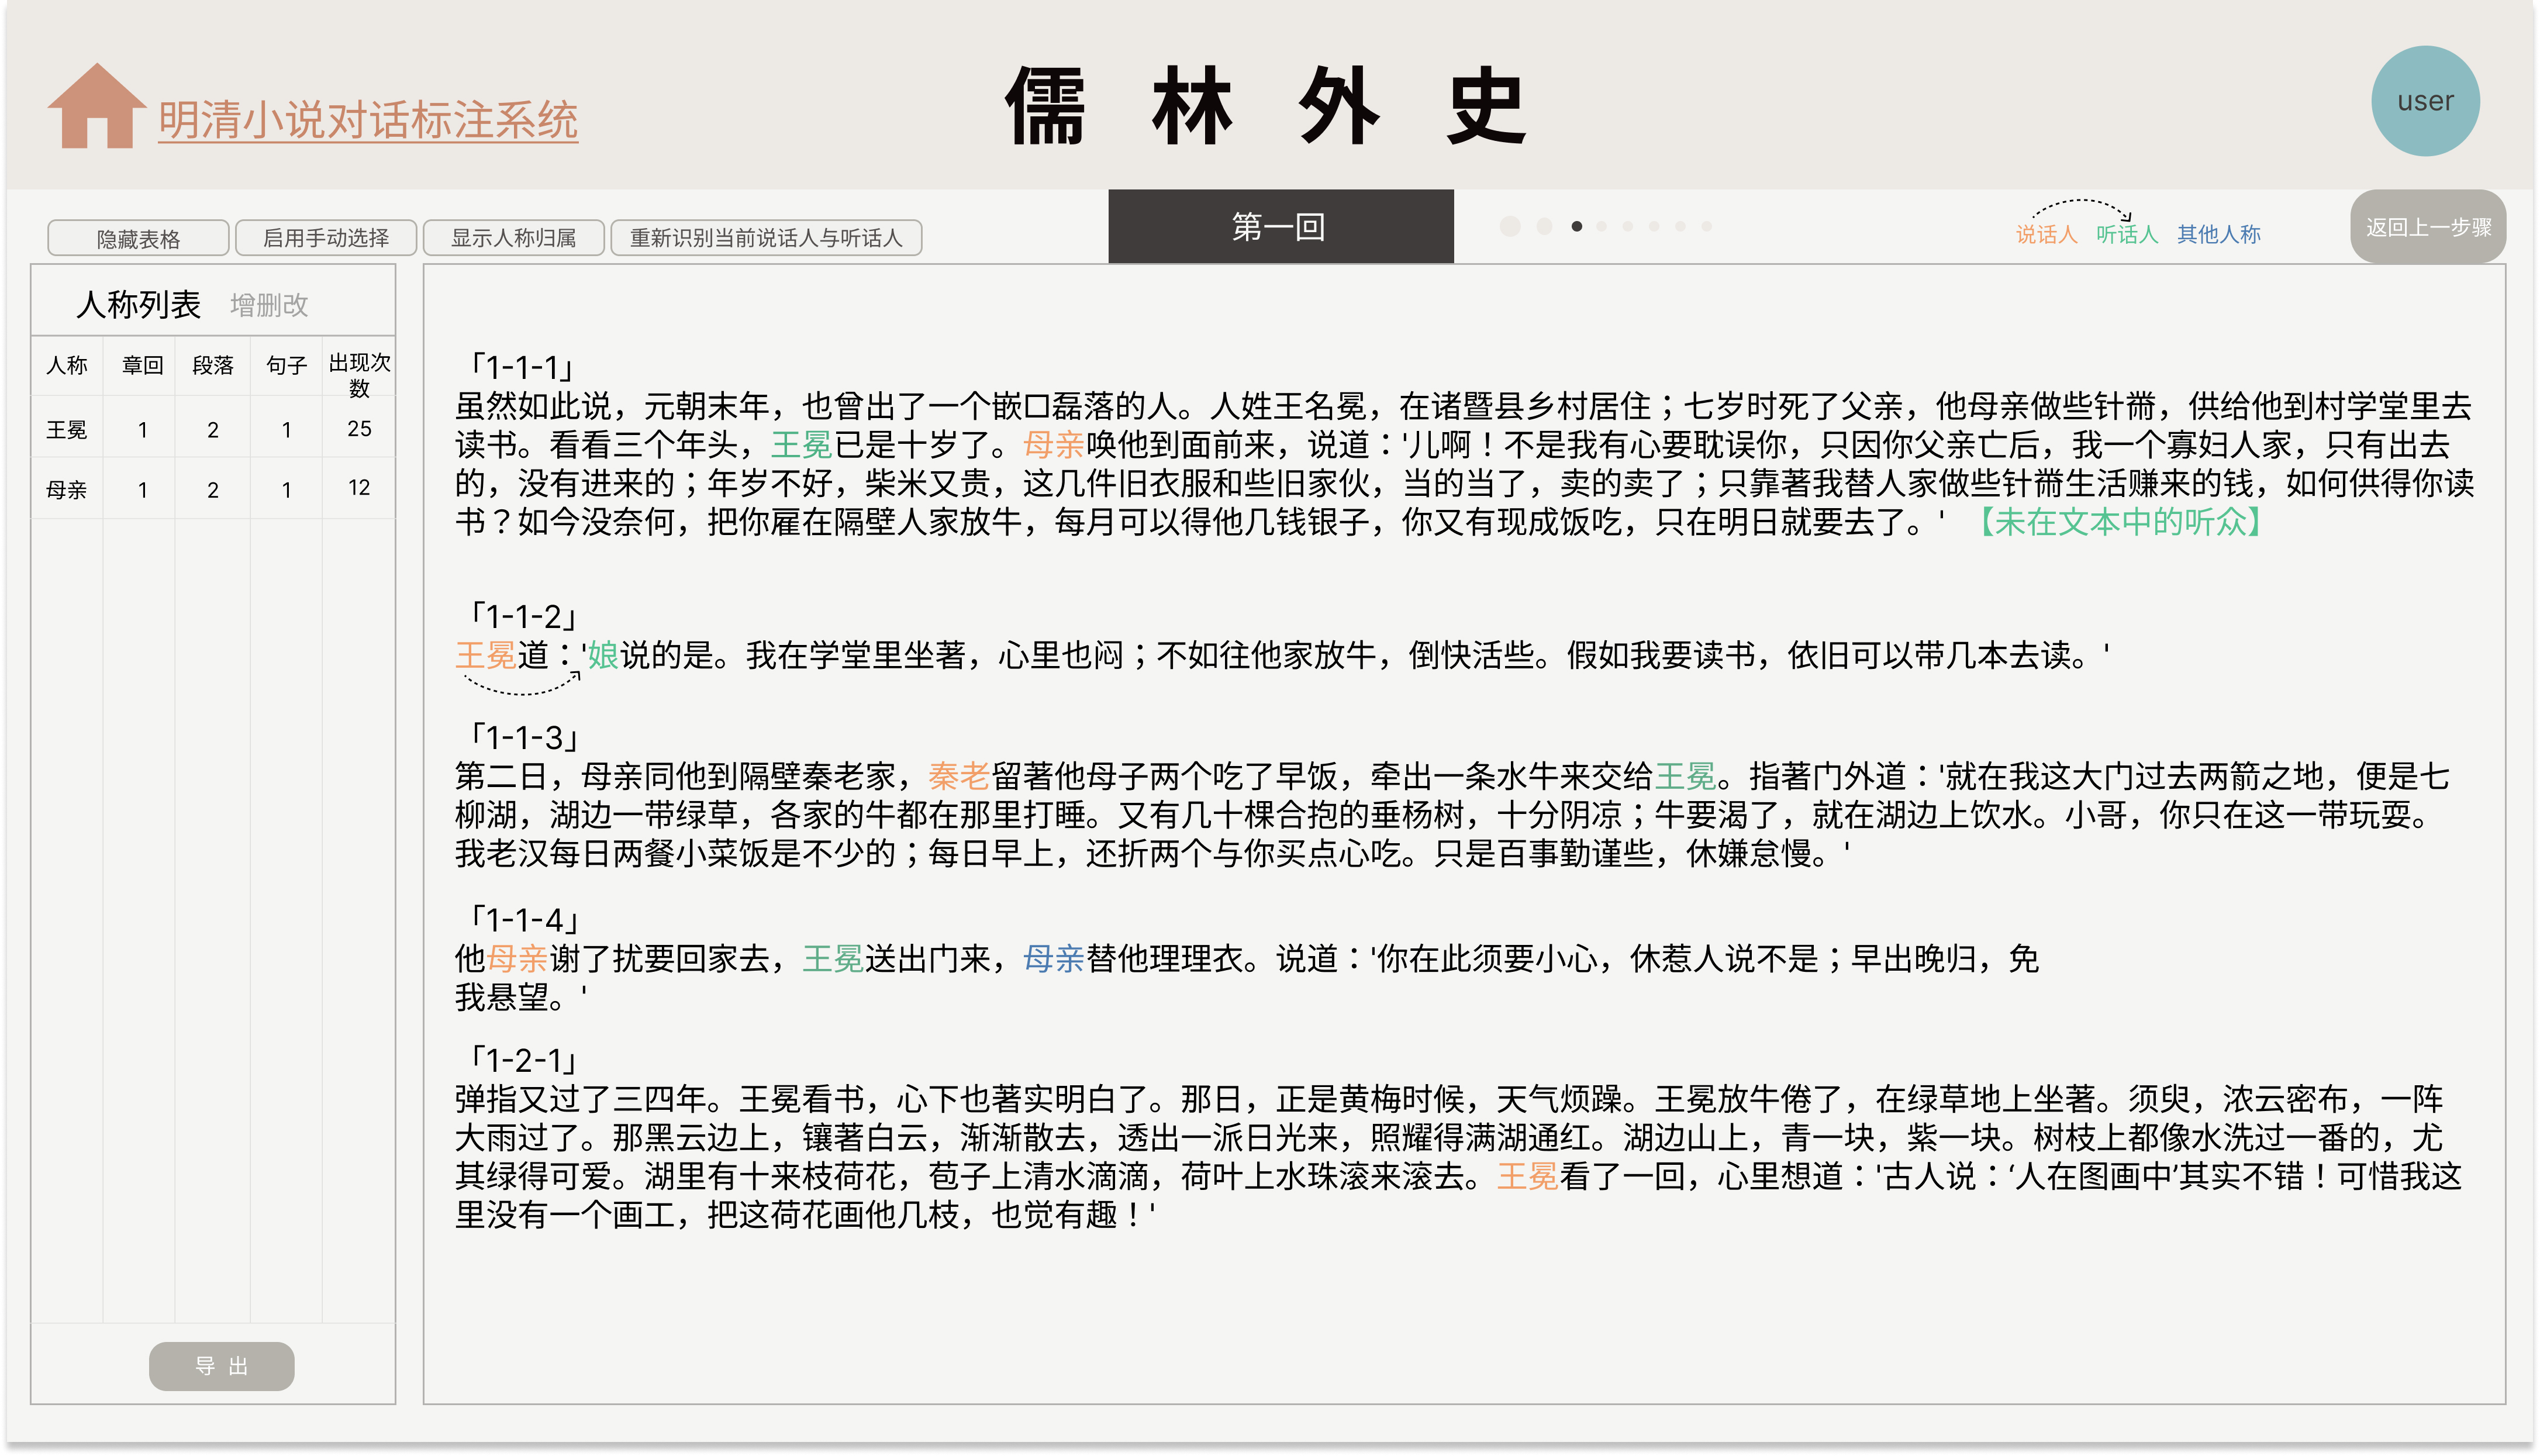 明清小说对话标注系统
儒林外史
user
隐藏表格
启用手动选择
显示人称归属
重新识别当前说话人与听话人
第一回
说话人 听话人 其他人称
返回上一步骤
人称列表 增删改
人称 章回 段落 句子 出现次数
王冕 1 2 1 25
母亲 1 2 1 12
导出
「1-1-1」
虽然如此说，元朝末年，也曾出了一个嵌口磊落的人。人姓王名冕，在诸暨县乡村居住；七岁时死了父亲，他母亲做些针黹，供给他到村学堂里去
读书。看看三个年头，王冕已是十岁了。母亲唤他到面前来，说道：'儿啊！不是我有心要耽误你，只因你父亲亡后，我一个寡妇人家，只有出去
的，没有进来的；年岁不好，柴米又贵，这几件旧衣服和些旧家伙，当的当了，卖的卖了；只靠著我替人家做些针黹生活赚来的钱，如何供得你读
书？如今没奈何，把你雇在隔壁人家放牛，每月可以得他几钱银子，你又有现成饭吃，只在明日就要去了。' 【未在文本中的听众】
「1-1-2」
王冕道：'娘说的是。我在学堂里坐著，心里也闷；不如往他家放牛，倒快活些。假如我要读书，依旧可以带几本去读。'
「1-1-3」
第二日，母亲同他到隔壁秦老家，秦老留著他母子两个吃了早饭，牵出一条水牛来交给王冕。指著门外道：'就在我这大门过去两箭之地，便是七
柳湖，湖边一带绿草，各家的牛都在那里打睡。又有几十棵合抱的垂杨树，十分阴凉；牛要渴了，就在湖边上饮水。小哥，你只在这一带玩耍。
我老汉每日两餐小菜饭是不少的；每日早上，还折两个与你买点心吃。只是百事勤谨些，休嫌怠慢。'
「1-1-4」
他母亲谢了扰要回家去，王冕送出门来，母亲替他理理衣。说道：'你在此须要小心，休惹人说不是；早出晚归，免
我悬望。'
「1-2-1」
弹指又过了三四年。王冕看书，心下也著实明白了。那日，正是黄梅时候，天气烦躁。王冕放牛倦了，在绿草地上坐著。须臾，浓云密布，一阵
大雨过了。那黑云边上，镶著白云，渐渐散去，透出一派日光来，照耀得满湖通红。湖边山上，青一块，紫一块。树枝上都像水洗过一番的，尤
其绿得可爱。湖里有十来枝荷花，苞子上清水滴滴，荷叶上水珠滚来滚去。王冕看了一回，心里想道：'古人说：‘人在图画中’其实不错！可惜我这
里没有一个画工，把这荷花画他几枝，也觉有趣！'